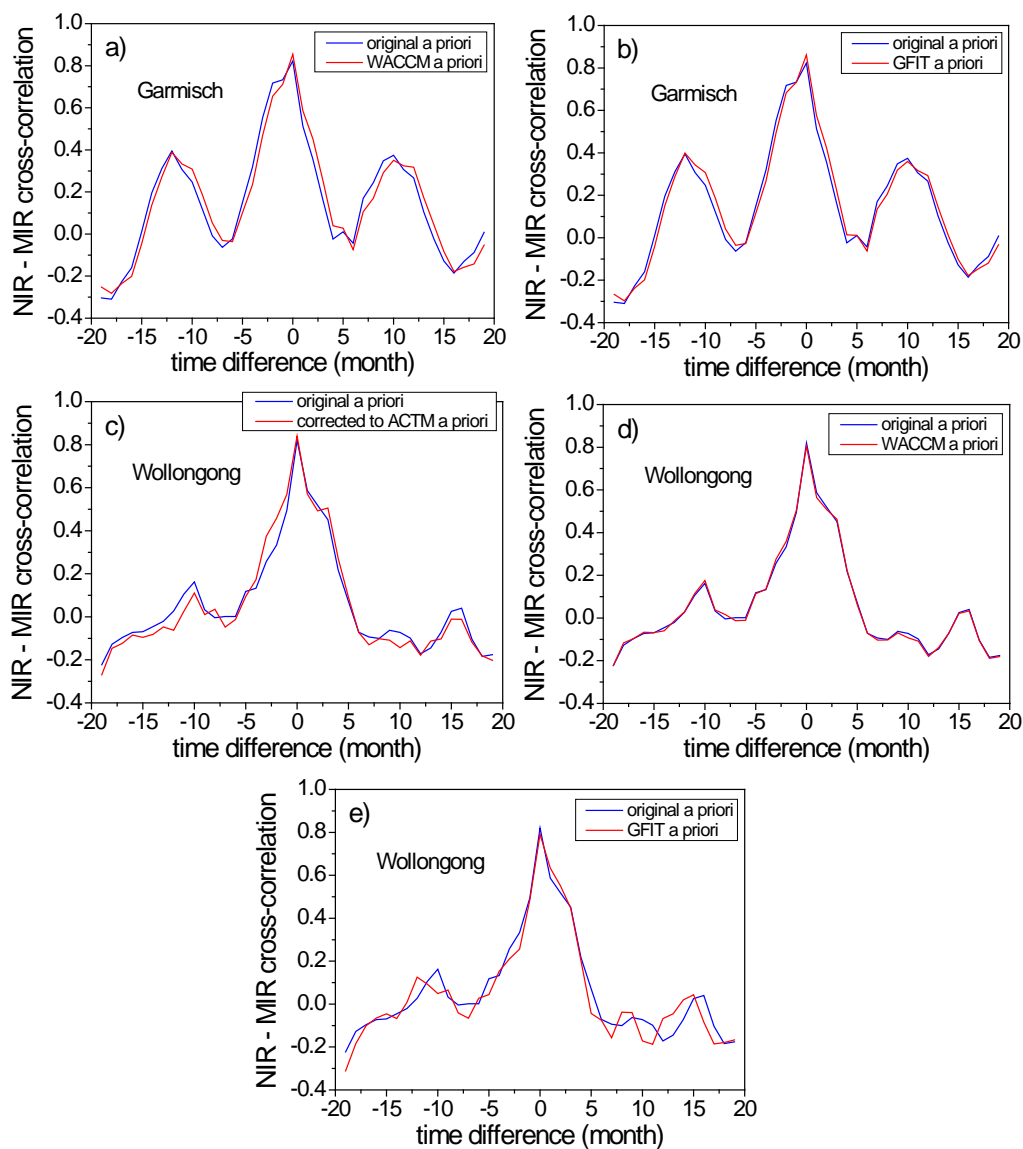 a)
original a priori
WACCM a priori
Garmisch
NIR - MIR cross-correlation
1.0
0.8
0.6
0.4
0.2
0.0
-0.2
-0.4
-20 -15 -10 -5 0 5 10 15 20
time difference (month)
b)
original a priori
GFIT a priori
Garmisch
NIR - MIR cross-correlation
1.0
0.8
0.6
0.4
0.2
0.0
-0.2
-0.4
-20 -15 -10 -5 0 5 10 15 20
time difference (month)
c)
original a priori
corrected to ACTM a priori
Wollongong
NIR - MIR cross-correlation
1.0
0.8
0.6
0.4
0.2
0.0
-0.2
-0.4
-20 -15 -10 -5 0 5 10 15 20
time difference (month)
d)
original a priori
WACCM a priori
Wollongong
NIR - MIR cross-correlation
1.0
0.8
0.6
0.4
0.2
0.0
-0.2
-0.4
-20 -15 -10 -5 0 5 10 15 20
time difference (month)
e)
original a priori
GFIT a priori
Wollongong
NIR - MIR cross-correlation
1.0
0.8
0.6
0.4
0.2
0.0
-0.2
-0.4
-20 -15 -10 -5 0 5 10 15 20
time difference (month)